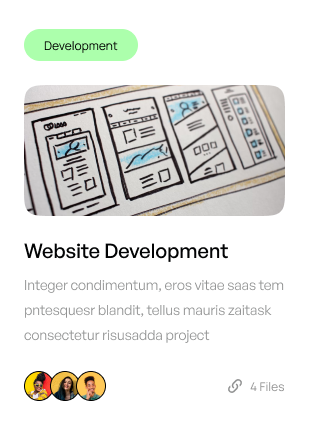 Development
Website Development
Integer condimentum, eros vitae saas tem
pntesquesr blandit, tellus mauris zaitask
consectetur risusadda project
4 Files